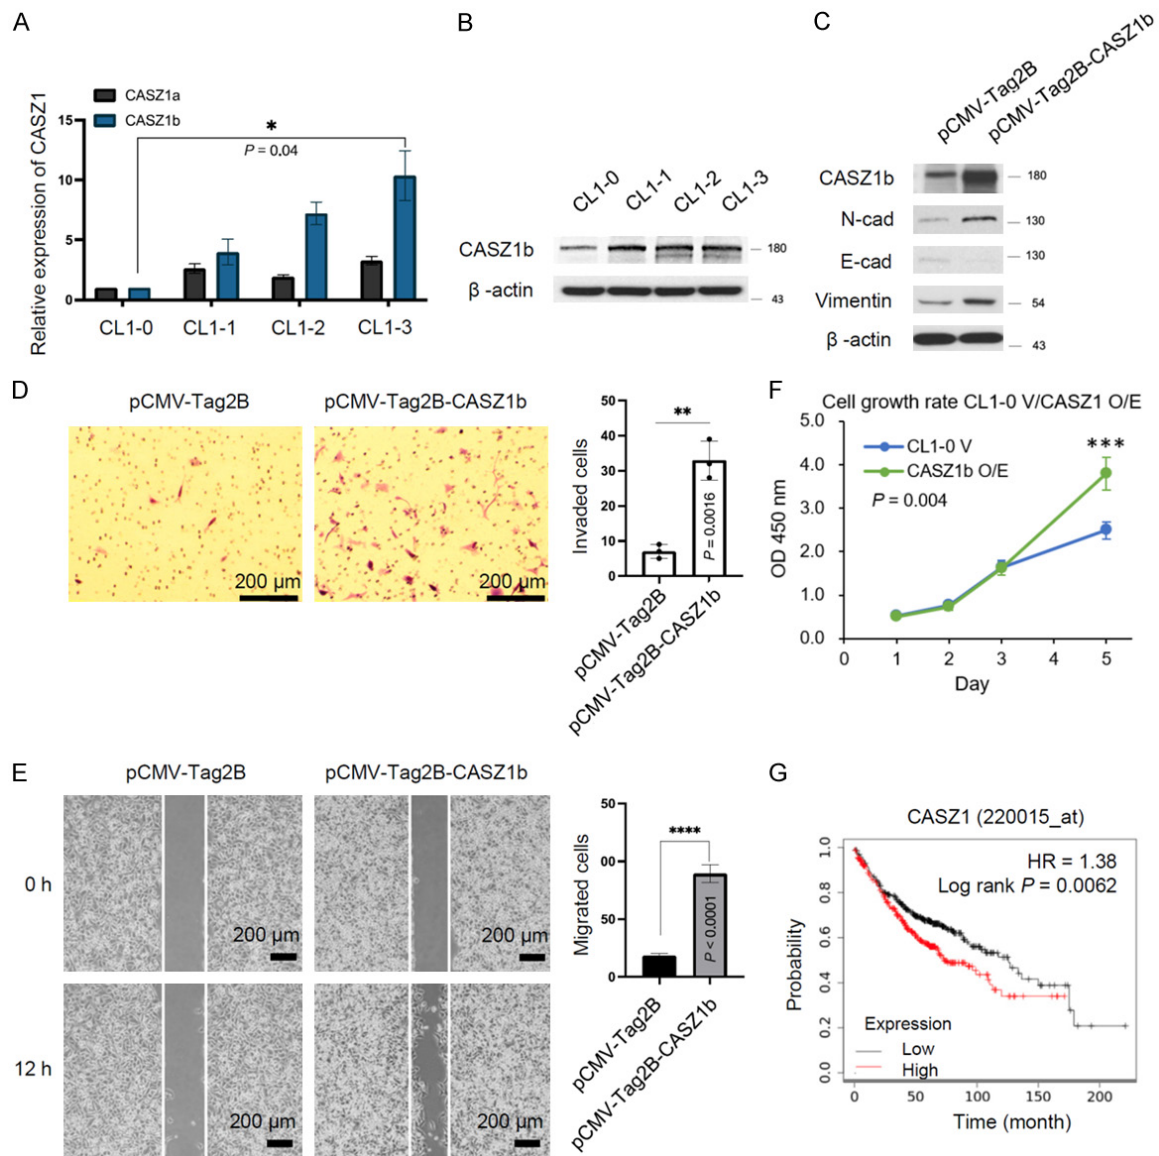 A
Relative expression of CASZ1
CASZ1a
CASZ1b
*
P = 0.04
15
10
5
0
CL1-0
CL1-1
CL1-2
CL1-3
B
CL1-0
CL1-1
CL1-2
CL1-3
CASZ1b
180
β -actin
43
C
pCMV-Tag2B
pCMV-Tag2B-CASZ1b
CASZ1b
180
N-cad
130
E-cad
130
Vimentin
54
β -actin
43
D
pCMV-Tag2B
pCMV-Tag2B-CASZ1b
200 µm
200 µm
Invaded cells
50
40
30
20
10
0
**
P = 0.0016
pCMV-Tag2B
pCMV-Tag2B-CASZ1b
F
Cell growth rate CL1-0 V/CASZ1 O/E
OD 450 nm
5.0
4.0
3.0
2.0
1.0
0.0
CL1-0 V
CASZ1b O/E
P = 0.004
***
0
1
2
3
4
5
Day
E
pCMV-Tag2B
pCMV-Tag2B-CASZ1b
0 h
200 µm
200 µm
12 h
200 µm
200 µm
Migrated cells
50
00
50
0
****
P < 0.0001
pCMV-Tag2B
pCMV-Tag2B-CASZ1b
G
CASZ1 (220015_at)
HR = 1.38
Log rank P = 0.0062
Probability
1.0
0.8
0.6
0.4
0.2
0.0
Expression
Low
High
0
50
100
150
200
Time (month)